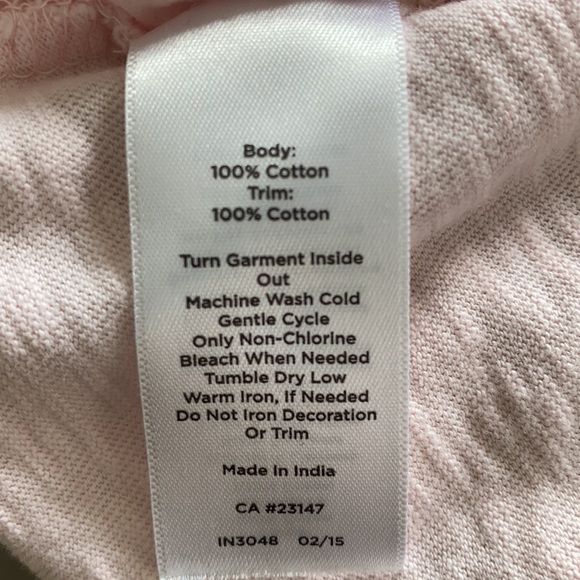 Body:
100% Cotton
Trim:
100% Cotton
Turn Garment Inside
Out
Machine Wash Cold
Gentle Cycle
Only Non-Chlorine
Bleach When Needed
Tumble Dry Low
Warm Iron, If Needed
Do Not Iron Decoration
Or Trim
Made In India
CA #23147
IN3048 02/15